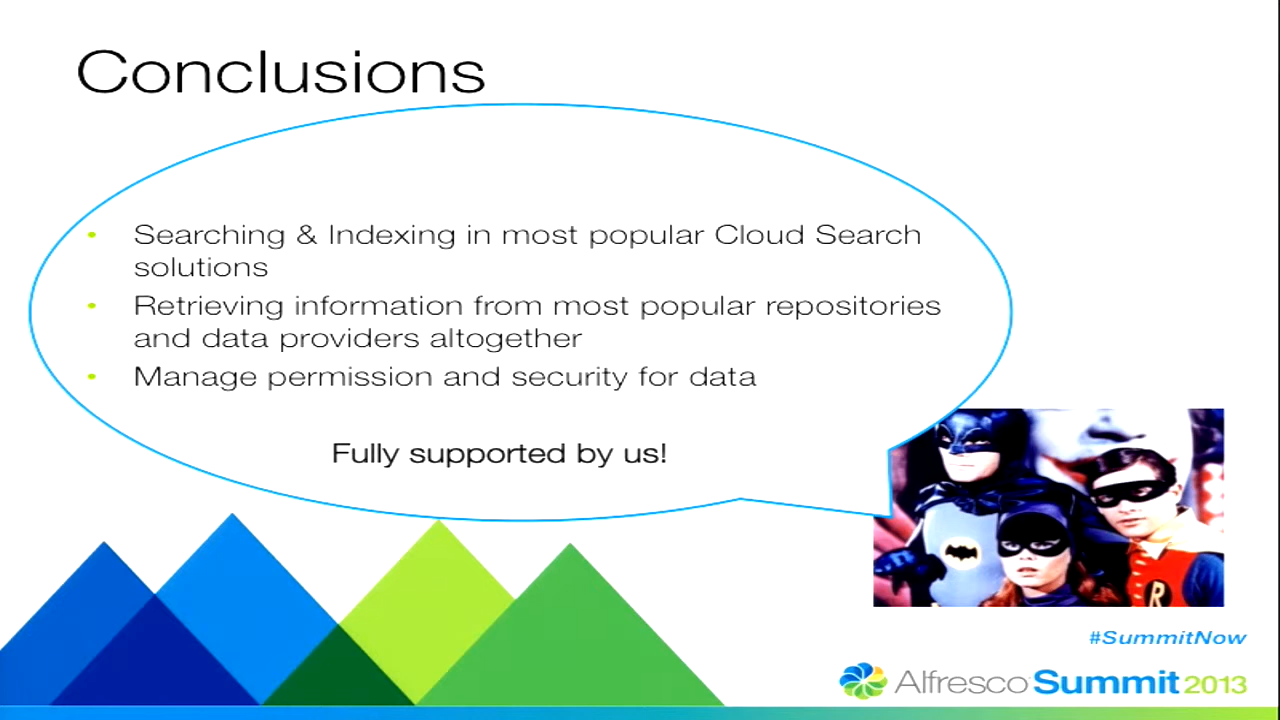 Conclusions
• Searching & Indexing in most popular Cloud Search
solutions
• Retrieving information from most popular repositories
and data providers altogether
• Manage permission and security for data
Fully supported by us!
R
#SummitNow
Alfresco Summit 2013